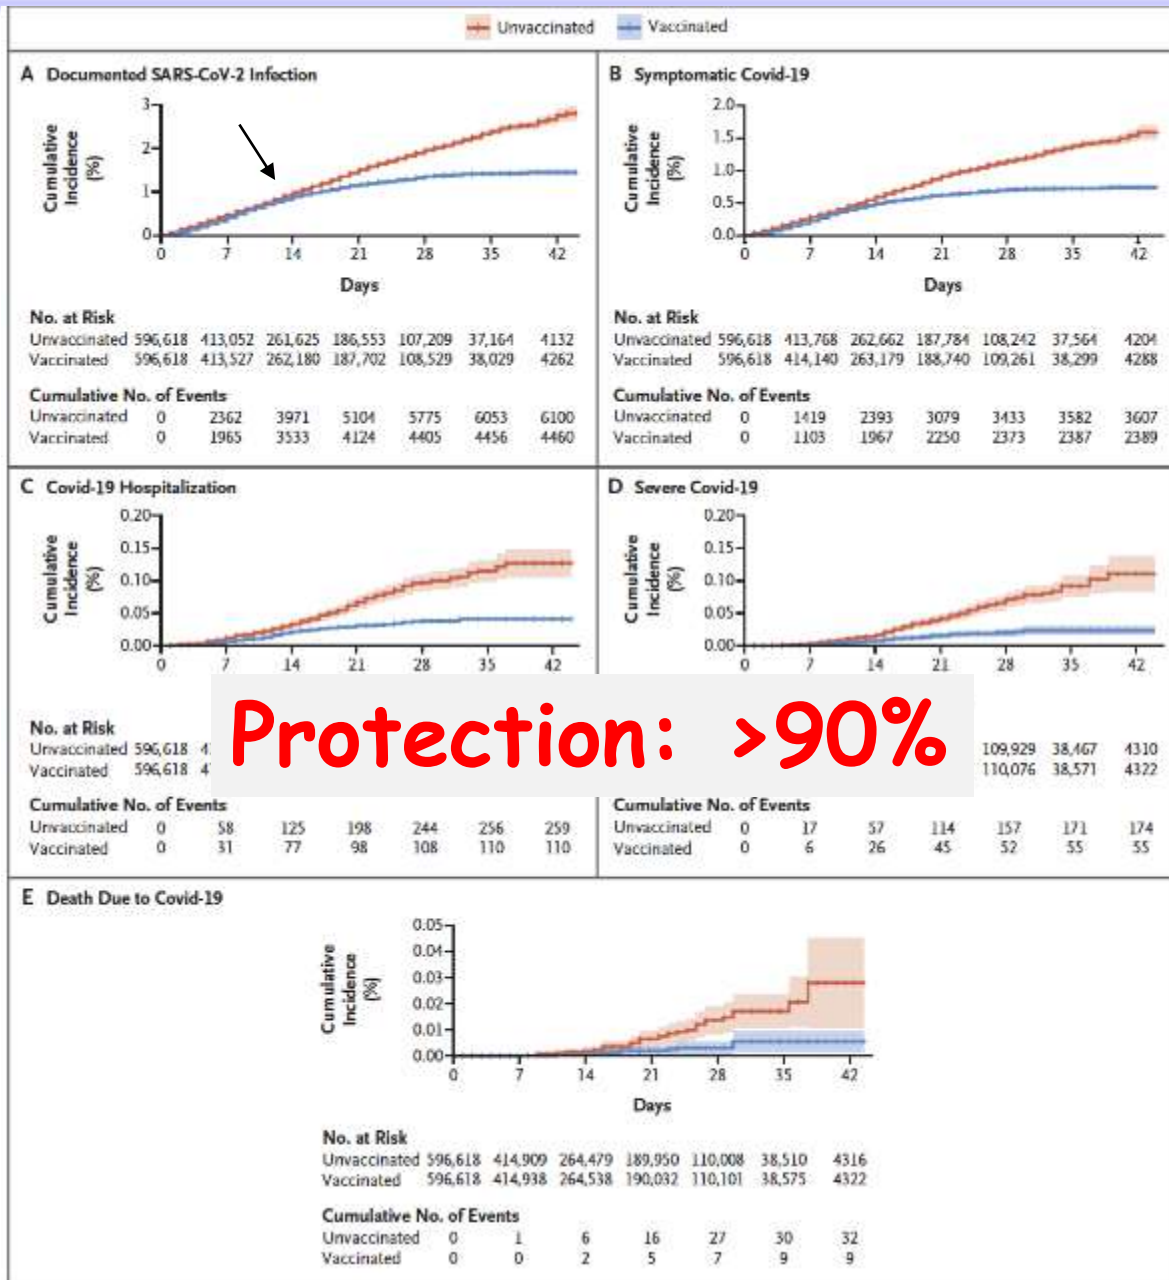 Unvaccinated Vaccinated
A Documented SARS-CoV-2 Infection
Cumulative Incidence (%)
3
2
1
0
0 7 14 21 28 35 42
Days
No. at Risk
Unvaccinated 596,618 413,052 261,625 186,553 107,209 37,164 4132
Vaccinated 596,618 413,527 262,180 187,702 108,529 38,029 4262
Cumulative No. of Events
Unvaccinated 0 2362 3971 5104 5775 6053 6100
Vaccinated 0 1965 3533 4124 4405 4456 4460
B Symptomatic Covid-19
Cumulative Incidence (%)
2.0
1.5
1.0
0.5
0.0
0 7 14 21 28 35 42
Days
No. at Risk
Unvaccinated 596,618 413,768 262,662 187,784 108,242 37,564 4204
Vaccinated 596,618 414,140 263,179 188,740 109,261 38,299 4288
Cumulative No. of Events
Unvaccinated 0 1419 2393 3079 3433 3582 3607
Vaccinated 0 1103 1967 2250 2373 2387 2389
C Covid-19 Hospitalization
Cumulative Incidence (%)
0.20
0.15
0.10
0.05
0.00
0 7 14 21 28 35 42
No. at Risk
Unvaccinated 596,618
Vaccinated 596,618
Cumulative No. of Events
Unvaccinated 0 58 125 198 244 256 259
Vaccinated 0 31 77 98 108 110 110
D Severe Covid-19
Cumulative Incidence (%)
0.20
0.15
0.10
0.05
0.00
0 7 14 21 28 35 42
109,929 38,467 4310
110,076 38,571 4322
Cumulative No. of Events
Unvaccinated 0 17 57 114 157 171 174
Vaccinated 0 6 26 45 52 55 55
Protection: >90%
E Death Due to Covid-19
Cumulative Incidence (%)
0.05
0.04
0.03
0.02
0.01
0.00
0 7 14 21 28 35 42
Days
No. at Risk
Unvaccinated 596,618 414,909 264,479 189,950 110,008 38,510 4316
Vaccinated 596,618 414,938 264,538 190,032 110,101 38,575 4322
Cumulative No. of Events
Unvaccinated 0 1 6 16 27 30 32
Vaccinated 0 0 2 5 7 9 9